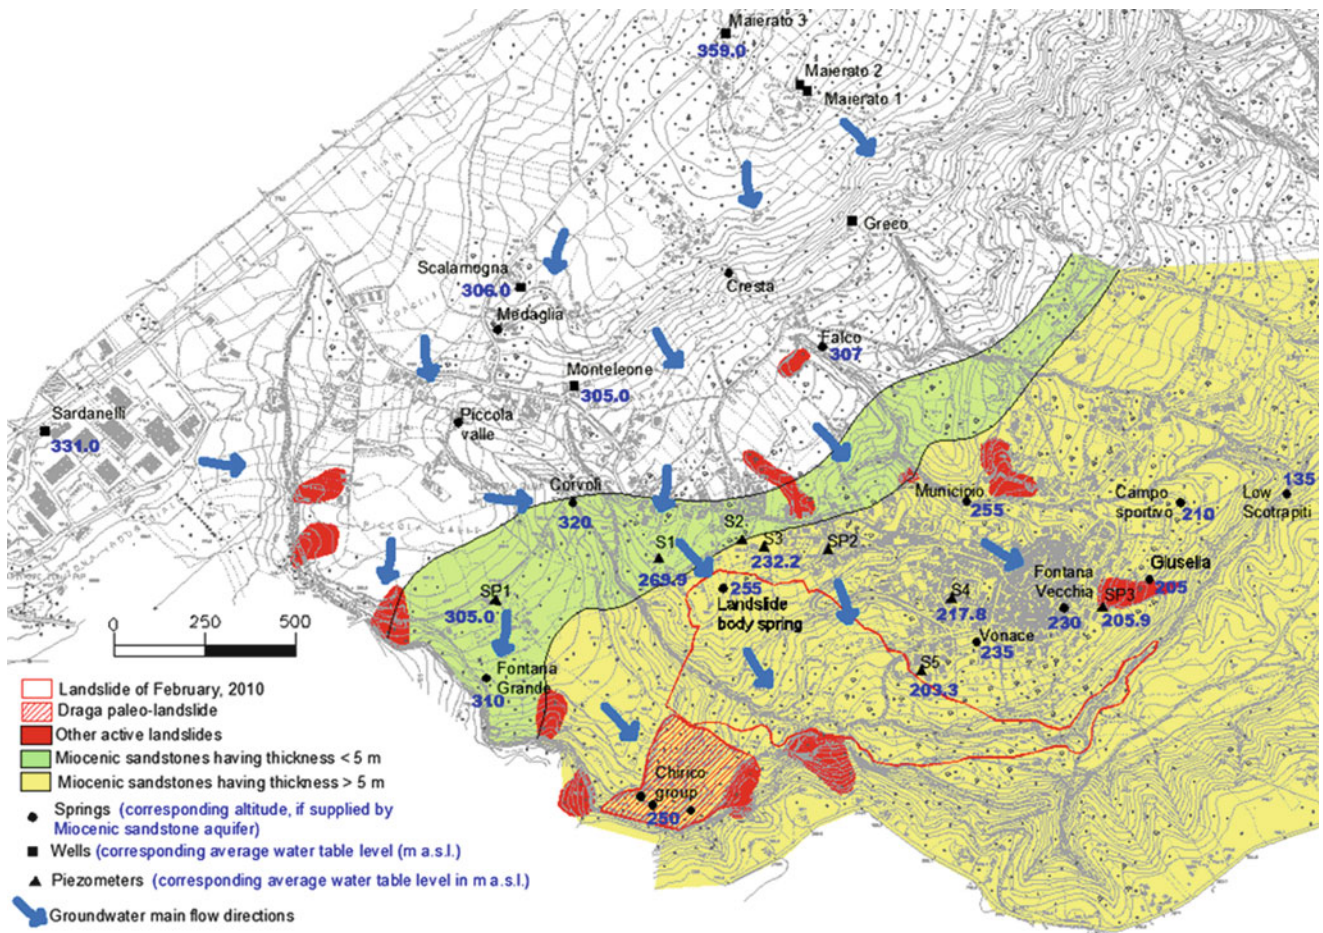 Maierato 3
359.0
Maierato 2
Maierato 1
Greco
Scalamogna
306.0
Cresta
Medaglia
Falco
307
Monteleone
305.0
Sardanelli
331.0
Piccola
valle
Corvoli
320
Municipio
255
Campo
sportivo
210
135
Low
Scotrapiti
S2
S3
232.2
SP2
S1
269.9
255
Landslide
body spring
SP1
305.0
S4
217.8
Fontana
Vecchia
230
Giusella
205
SP3
205.9
Vonace
235
S5
203.3
Fontana
Grande
310
Chirico
group
250
0 250 500
Landslide of February, 2010
Draga paleo-landslide
Other active landslides
Miocenic sandstones having thickness < 5 m
Miocenic sandstones having thickness > 5 m
Springs (corresponding altitude, if supplied by
Miocenic sandstone aquifer)
Wells (corresponding average water table level (m a.s.l.)
Piezometers (corresponding average water table level in m a.s.l.)
Groundwater main flow directions